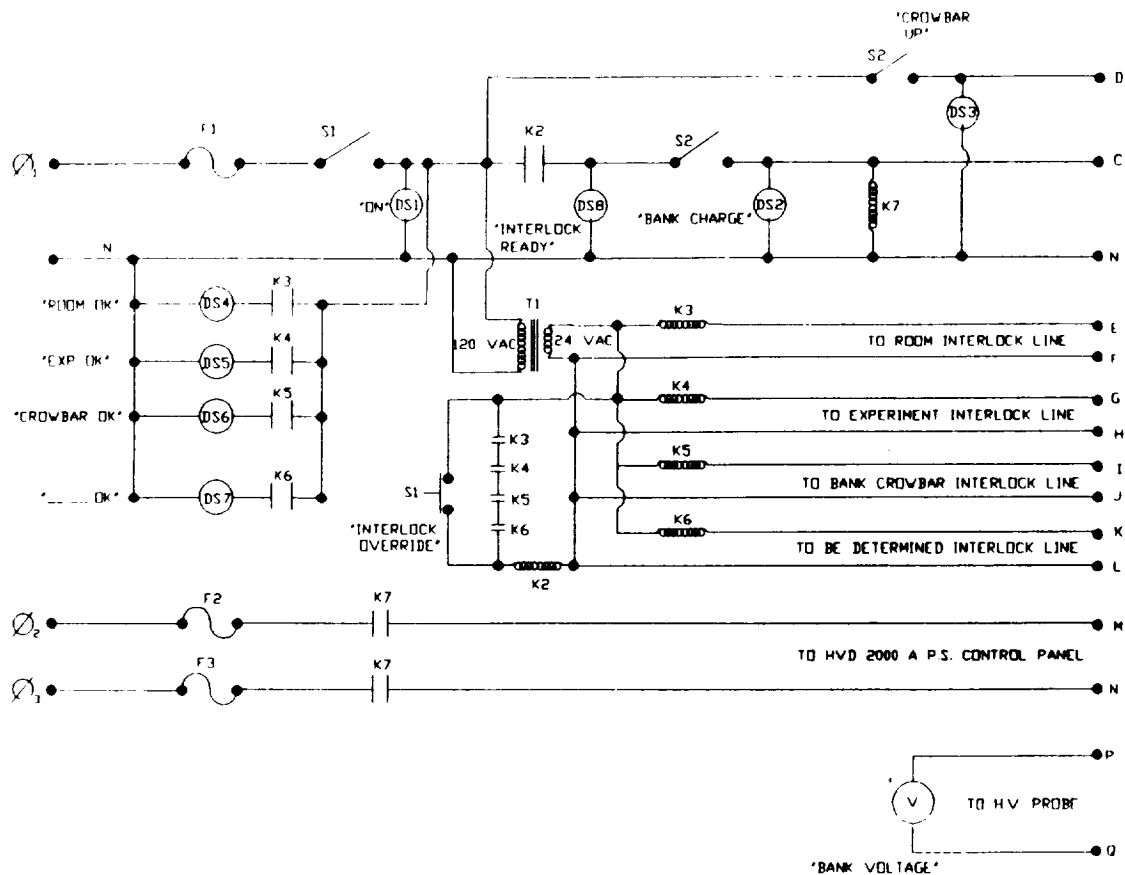 "CROWBAR
UP"
S2
D
DS3
F1
S1
K2
S2
Ø1
C
"ON"
DS1
"INTERLOCK
READY"
DS8
"BANK CHARGE"
DS2
K7
N
N
"ROOM OK"
DS4
K3
T1
120 VAC
24 VAC
K3
E
TO ROOM INTERLOCK LINE
F
"EXP OK"
DS5
K4
K4
G
TO EXPERIMENT INTERLOCK LINE
H
"CROWBAR OK"
DS6
K5
K3
K4
K5
K6
K5
I
TO BANK CROWBAR INTERLOCK LINE
J
"____ OK"
DS7
K6
S1
"INTERLOCK
OVERRIDE"
K6
K
TO BE DETERMINED INTERLOCK LINE
L
K2
Ø2
F2
K7
M
TO HVD 2000 A P.S. CONTROL PANEL
Ø3
F3
K7
N
P
V
TO HV PROBE
Q
"BANK VOLTAGE"